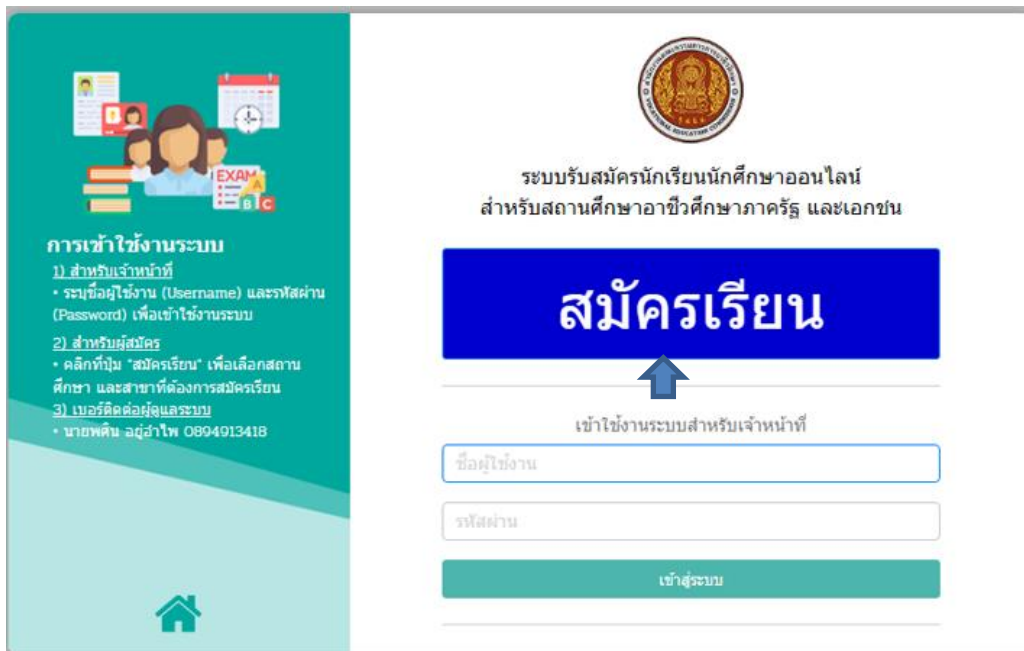 EXAM
A
B C
การเข้าใช้งานระบบ
1) สำหรับเจ้าหน้าที่
• ระบุชื่อผู้ใช้งาน (Username) และรหัสผ่าน
(Password) เพื่อเข้าใช้งานระบบ
2) สำหรับผู้สมัคร
• คลิกที่ปุ่ม "สมัครเรียน" เพื่อเลือกสถาน
ศึกษา และสาขาที่ต้องการสมัครเรียน
3) เบอร์ติดต่อผู้ดูแลระบบ
• นายพศิน อยู่อำไพ 0894913418
VOCATIONAL EDUCATION COMMISSION
ระบบรับสมัครนักเรียนนักศึกษาออนไลน์
สำหรับสถานศึกษาอาชีวศึกษาภาครัฐ และเอกชน
สมัครเรียน
เข้าใช้งานระบบสำหรับเจ้าหน้าที่
ชื่อผู้ใช้งาน
รหัสผ่าน
เข้าสู่ระบบ